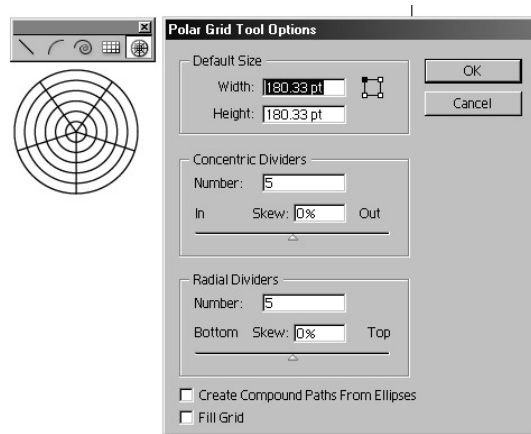 Polar Grid Tool Options
Default Size
Width: 180.33 pt
Height: 180.33 pt
OK
Cancel
Concentric Dividers
Number: 5
In Skew: 0% Out
Radial Dividers
Number: 5
Bottom Skew: 0% Top
Create Compound Paths From Ellipses
Fill Grid